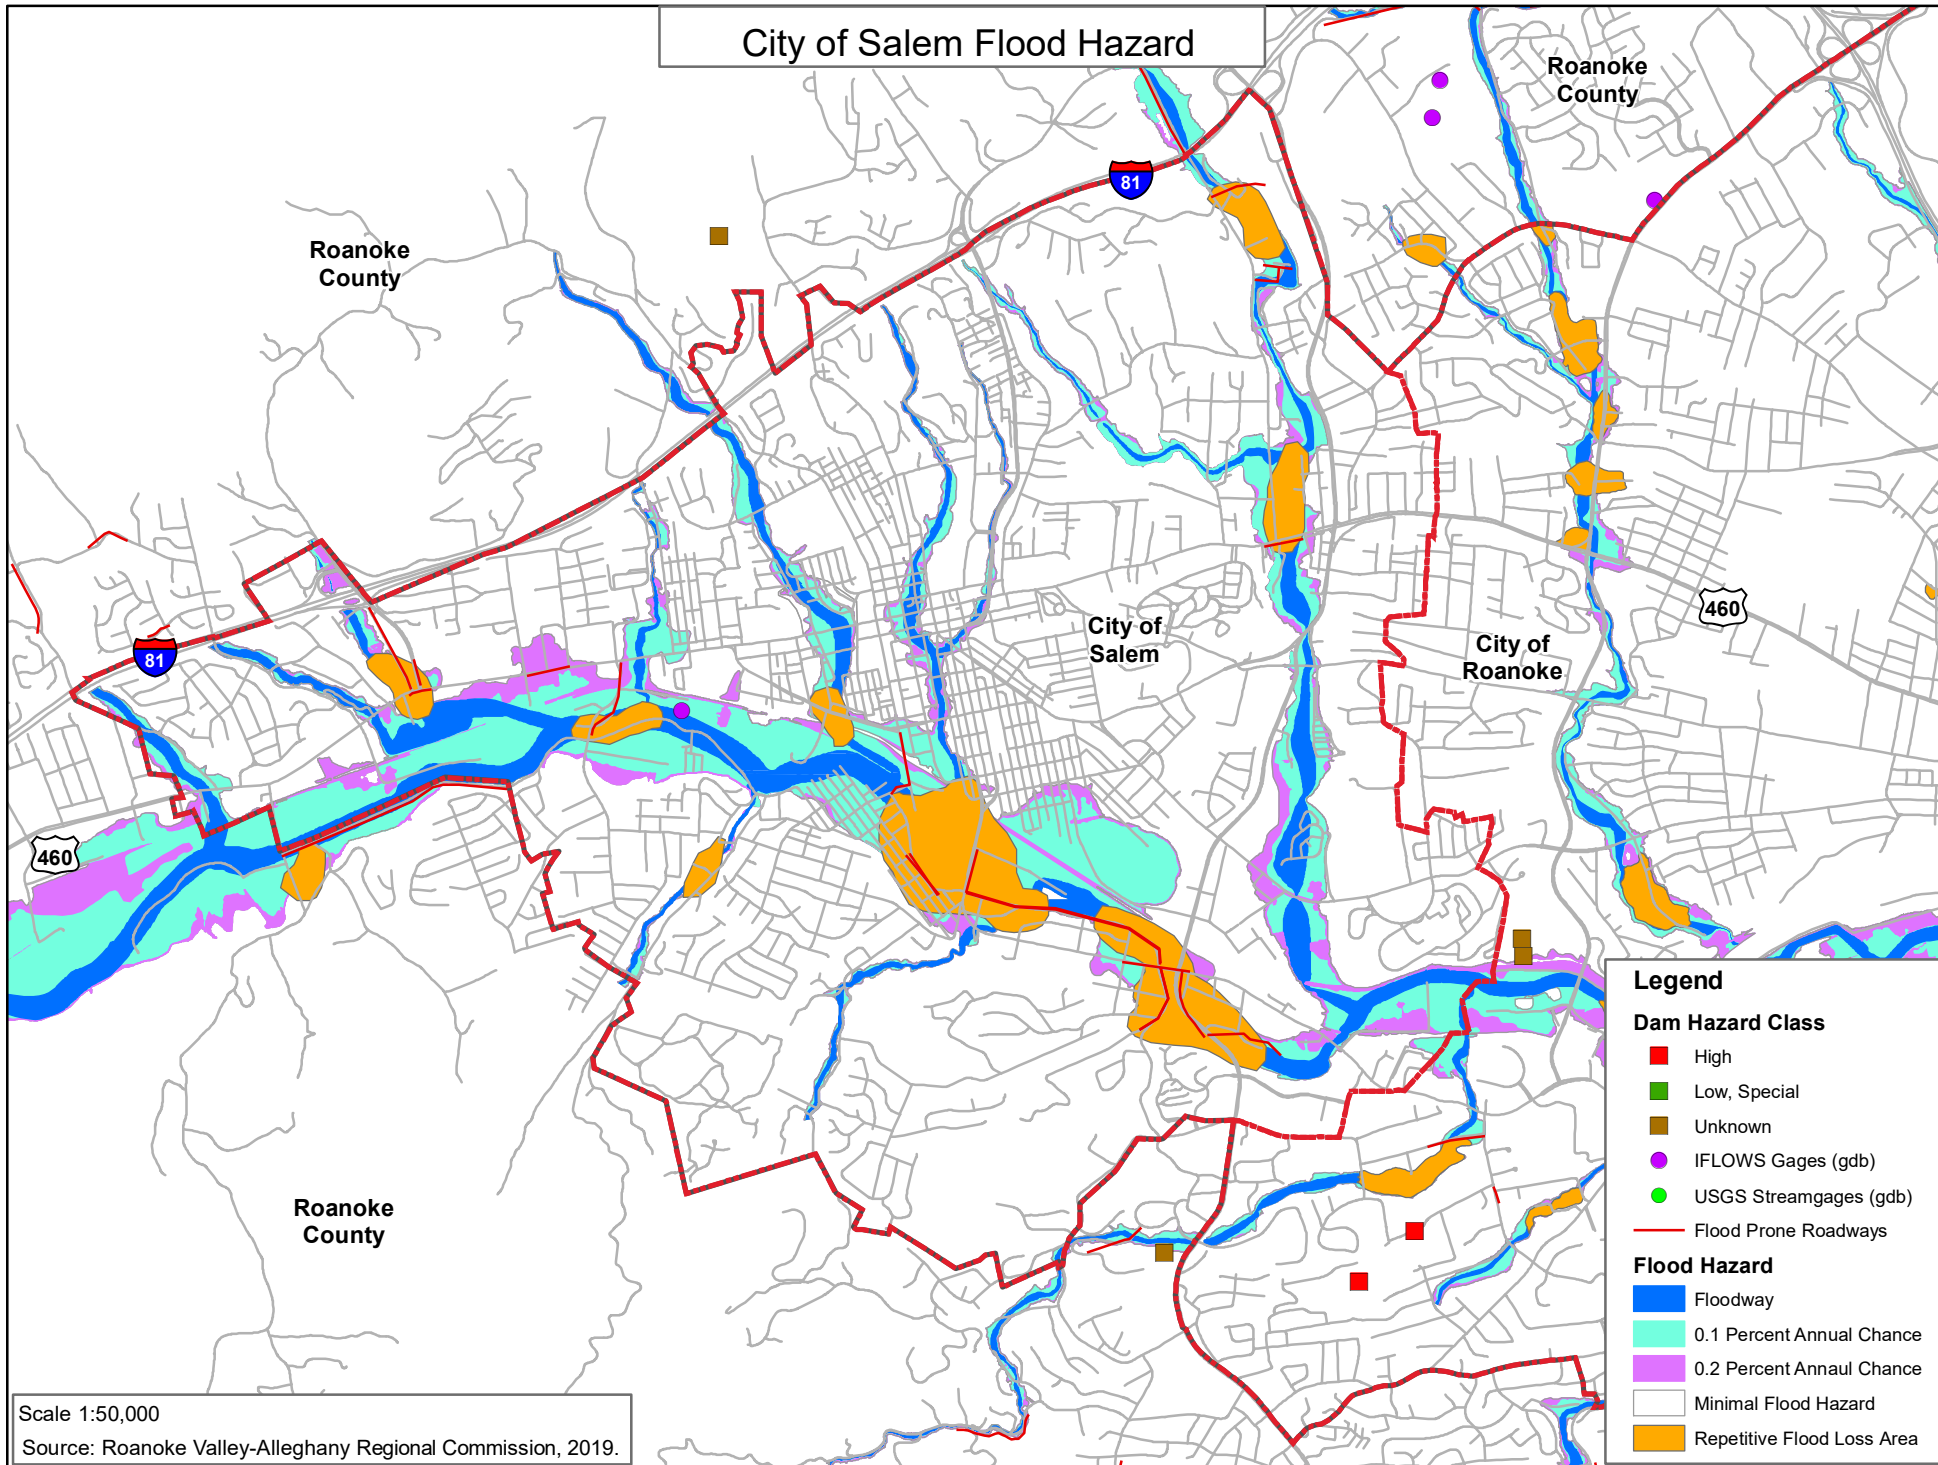 City of Salem Flood Hazard
Roanoke
County
81
Roanoke
County
City of
Salem
460
City of
Roanoke
81
460
Roanoke
County
Legend
Dam Hazard Class
High
Low, Special
Unknown
IFLOWS Gages (gdb)
USGS Streamgages (gdb)
Flood Prone Roadways
Flood Hazard
Floodway
0.1 Percent Annual Chance
0.2 Percent Annaul Chance
Minimal Flood Hazard
Repetitive Flood Loss Area
Scale 1:50,000
Source: Roanoke Valley-Alleghany Regional Commission, 2019.